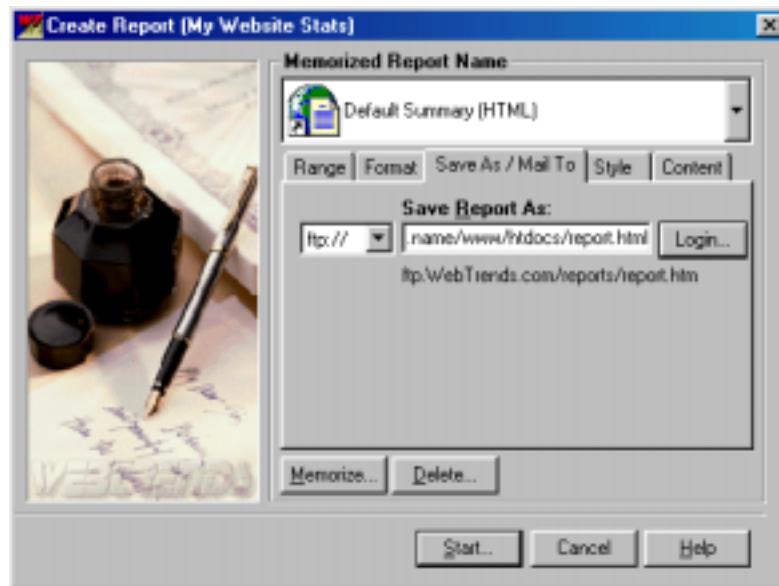 Create Report (My Website Stats)
Memorized Report Name
Default Summary (HTML)
Range Format Save As / Mail To Style Content
Save Report As:
ftp:// .name/www/htdocs/report.html Login...
ftp.WebTrends.com/reports/report.htm
WEBTRENDS
Memorize... Delete...
Start... Cancel Help